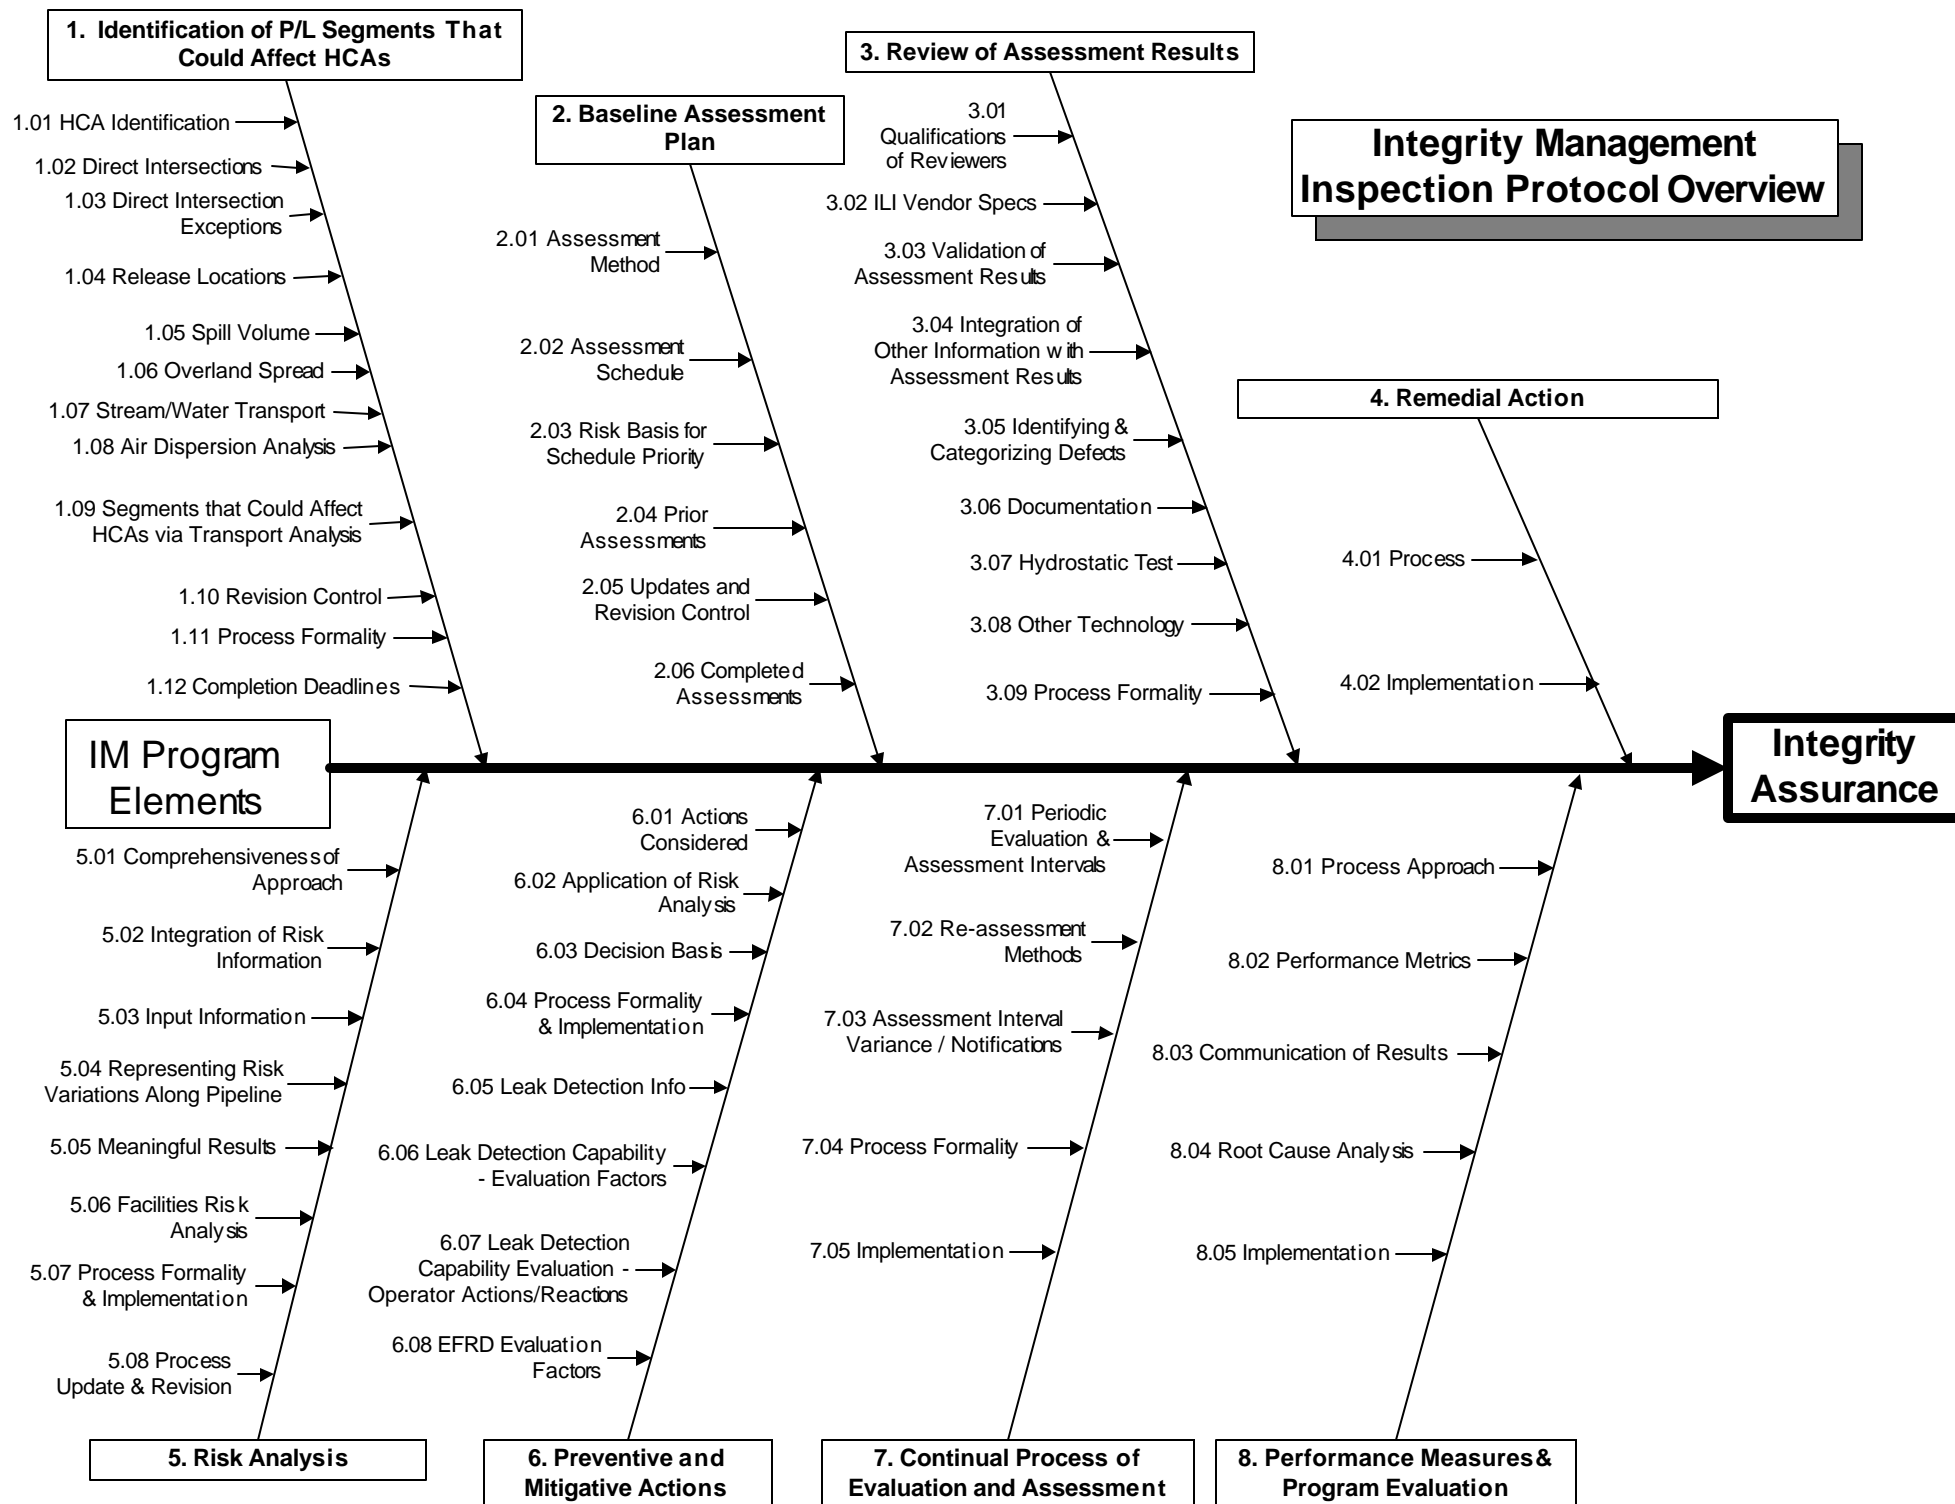 1. Identification of P/L Segments That
Could Affect HCAs
1.01 HCA Identification
1.02 Direct Intersections
1.03 Direct Intersection
Exceptions
1.04 Release Locations
1.05 Spill Volume
1.06 Overland Spread
1.07 Stream/Water Transport
1.08 Air Dispersion Analysis
1.09 Segments that Could Affect
HCAs via Transport Analysis
1.10 Revision Control
1.11 Process Formality
1.12 Completion Deadlines
2. Baseline Assessment
Plan
2.01 Assessment
Method
2.02 Assessment
Schedule
2.03 Risk Basis for
Schedule Priority
2.04 Prior
Assessments
2.05 Updates and
Revision Control
2.06 Completed
Assessments
3. Review of Assessment Results
3.01
Qualifications
of Reviewers
3.02 ILI Vendor Specs
3.03 Validation of
Assessment Results
3.04 Integration of
Other Information with
Assessment Results
3.05 Identifying &
Categorizing Defects
3.06 Documentation
3.07 Hydrostatic Test
3.08 Other Technology
3.09 Process Formality
Integrity Management
Inspection Protocol Overview
4. Remedial Action
4.01 Process
4.02 Implementation
IM Program
Elements
Integrity
Assurance
5.01 Comprehensiveness of
Approach
5.02 Integration of Risk
Information
5.03 Input Information
5.04 Representing Risk
Variations Along Pipeline
5.05 Meaningful Results
5.06 Facilities Risk
Analysis
5.07 Process Formality
& Implementation
5.08 Process
Update & Revision
5. Risk Analysis
6.01 Actions
Considered
6.02 Application of Risk
Analysis
6.03 Decision Basis
6.04 Process Formality
& Implementation
6.05 Leak Detection Info
6.06 Leak Detection Capability
- Evaluation Factors
6.07 Leak Detection
Capability Evaluation -
Operator Actions/Reactions
6.08 EFRD Evaluation
Factors
6. Preventive and
Mitigative Actions
7.01 Periodic
Evaluation &
Assessment Intervals
7.02 Re-assessment
Methods
7.03 Assessment Interval
Variance / Notifications
7.04 Process Formality
7.05 Implementation
7. Continual Process of
Evaluation and Assessment
8.01 Process Approach
8.02 Performance Metrics
8.03 Communication of Results
8.04 Root Cause Analysis
8.05 Implementation
8. Performance Measures &
Program Evaluation